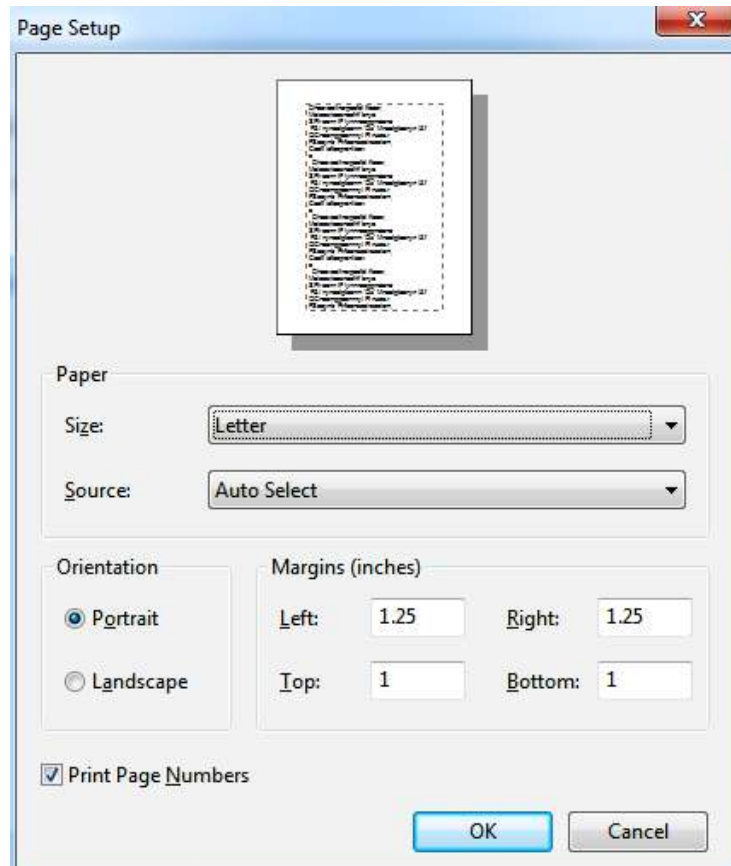 Page Setup
Paper
Size: Letter
Source: Auto Select
Orientation Margins (inches)
Portrait Left: 1.25 Right: 1.25
Landscape Top: 1 Bottom: 1
Print Page Numbers
OK Cancel